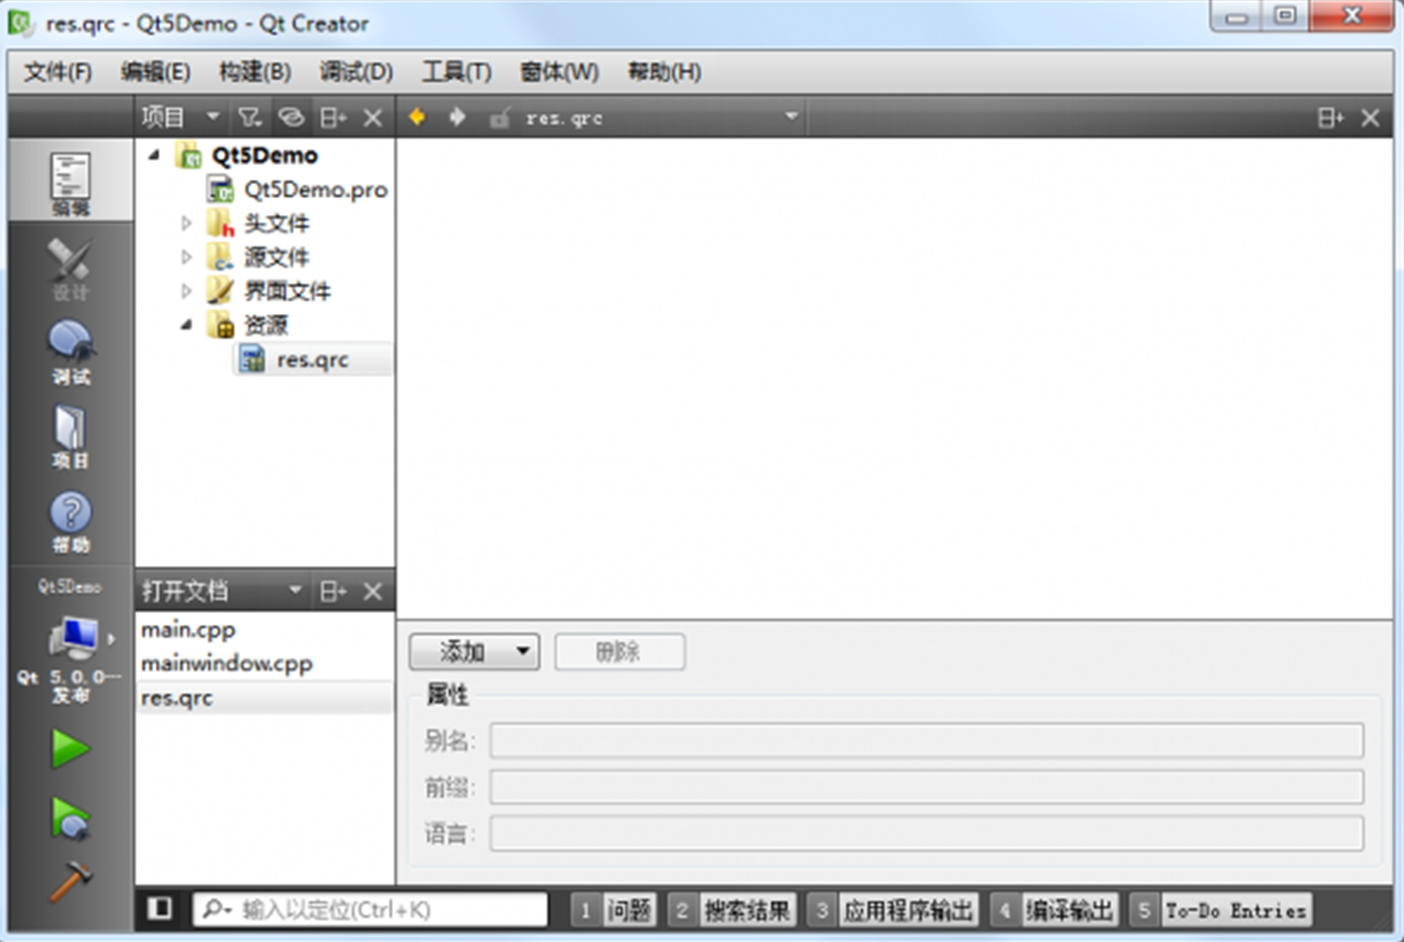 res.qrc - Qt5Demo - Qt Creator
文件(F) 编辑(E) 构建(B) 调试(D) 工具(T) 窗体(W) 帮助(H)
项目
res.qrc
编辑
设计
调试
项目
帮助
Qt5Demo
Qt 5.0.0…
发布
Qt5Demo
Qt5Demo.pro
头文件
源文件
界面文件
资源
res.qrc
打开文档
main.cpp
mainwindow.cpp
res.qrc
添加 删除
属性
别名:
前缀:
语言:
输入以定位(Ctrl+K) 1 问题 2 搜索结果 3 应用程序输出 4 编译输出 5 To-Do Entries